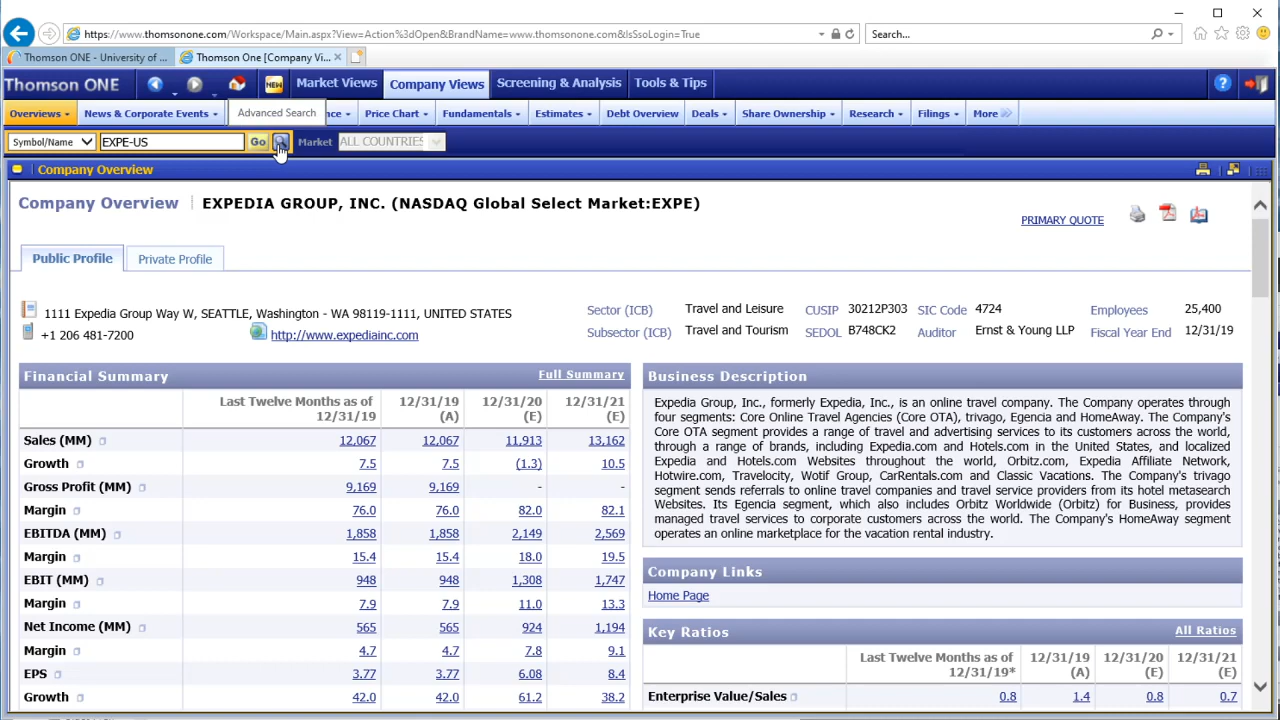 https://www.thomsonone.com/Workspace/Main.aspx?View=Action%3dOpen&BrandName=www.thomsonone.com&IsSsoLogin=True
Search...
Thomson ONE - University of ...
Thomson One [Company Vi...
Thomson ONE
NEW
Market Views
Company Views
Screening & Analysis
Tools & Tips
Overviews
News & Corporate Events
Advanced Search
nce
Price Chart
Fundamentals
Estimates
Debt Overview
Deals
Share Ownership
Research
Filings
More
Symbol/Name
EXPE-US
Go
Market
ALL COUNTRIES
Company Overview
Company Overview
EXPEDIA GROUP, INC. (NASDAQ Global Select Market:EXPE)
PRIMARY QUOTE
Public Profile
Private Profile
1111 Expedia Group Way W, SEATTLE, Washington - WA 98119-1111, UNITED STATES
+1 206 481-7200
http://www.expediainc.com
Sector (ICB) Travel and Leisure CUSIP 30212P303 SIC Code 4724 Employees 25,400
Subsector (ICB) Travel and Tourism SEDOL B748CK2 Auditor Ernst & Young LLP Fiscal Year End 12/31/19
Financial Summary Full Summary
Last Twelve Months as of 12/31/19 12/31/20 12/31/21
12/31/19 (A) (E) (E)
Sales (MM) 12,067 12,067 11,913 13,162
Growth 7.5 7.5 (1.3) 10.5
Gross Profit (MM) 9,169 9,169 - -
Margin 76.0 76.0 82.0 82.1
EBITDA (MM) 1,858 1,858 2,149 2,569
Margin 15.4 15.4 18.0 19.5
EBIT (MM) 948 948 1,308 1,747
Margin 7.9 7.9 11.0 13.3
Net Income (MM) 565 565 924 1,194
Margin 4.7 4.7 7.8 9.1
EPS 3.77 3.77 6.08 8.4
Growth 42.0 42.0 61.2 38.2
Business Description
Expedia Group, Inc., formerly Expedia, Inc., is an online travel company. The Company operates through
four segments: Core Online Travel Agencies (Core OTA), trivago, Egencia and HomeAway. The Company's
Core OTA segment provides a range of travel and advertising services to its customers across the world,
through a range of brands, including Expedia.com and Hotels.com in the United States, and localized
Expedia and Hotels.com Websites throughout the world, Orbitz.com, Expedia Affiliate Network,
Hotwire.com, Travelocity, Wotif Group, CarRentals.com and Classic Vacations. The Company's trivago
segment sends referrals to online travel companies and travel service providers from its hotel metasearch
Websites. Its Egencia segment, which also includes Orbitz Worldwide (Orbitz) for Business, provides
managed travel services to corporate customers across the world. The Company's HomeAway segment
operates an online marketplace for the vacation rental industry.
Company Links
Home Page
Key Ratios All Ratios
Last Twelve Months as of 12/31/19 12/31/20 12/31/21
12/31/19* (A) (E) (E)
Enterprise Value/Sales 0.8 1.4 0.8 0.7